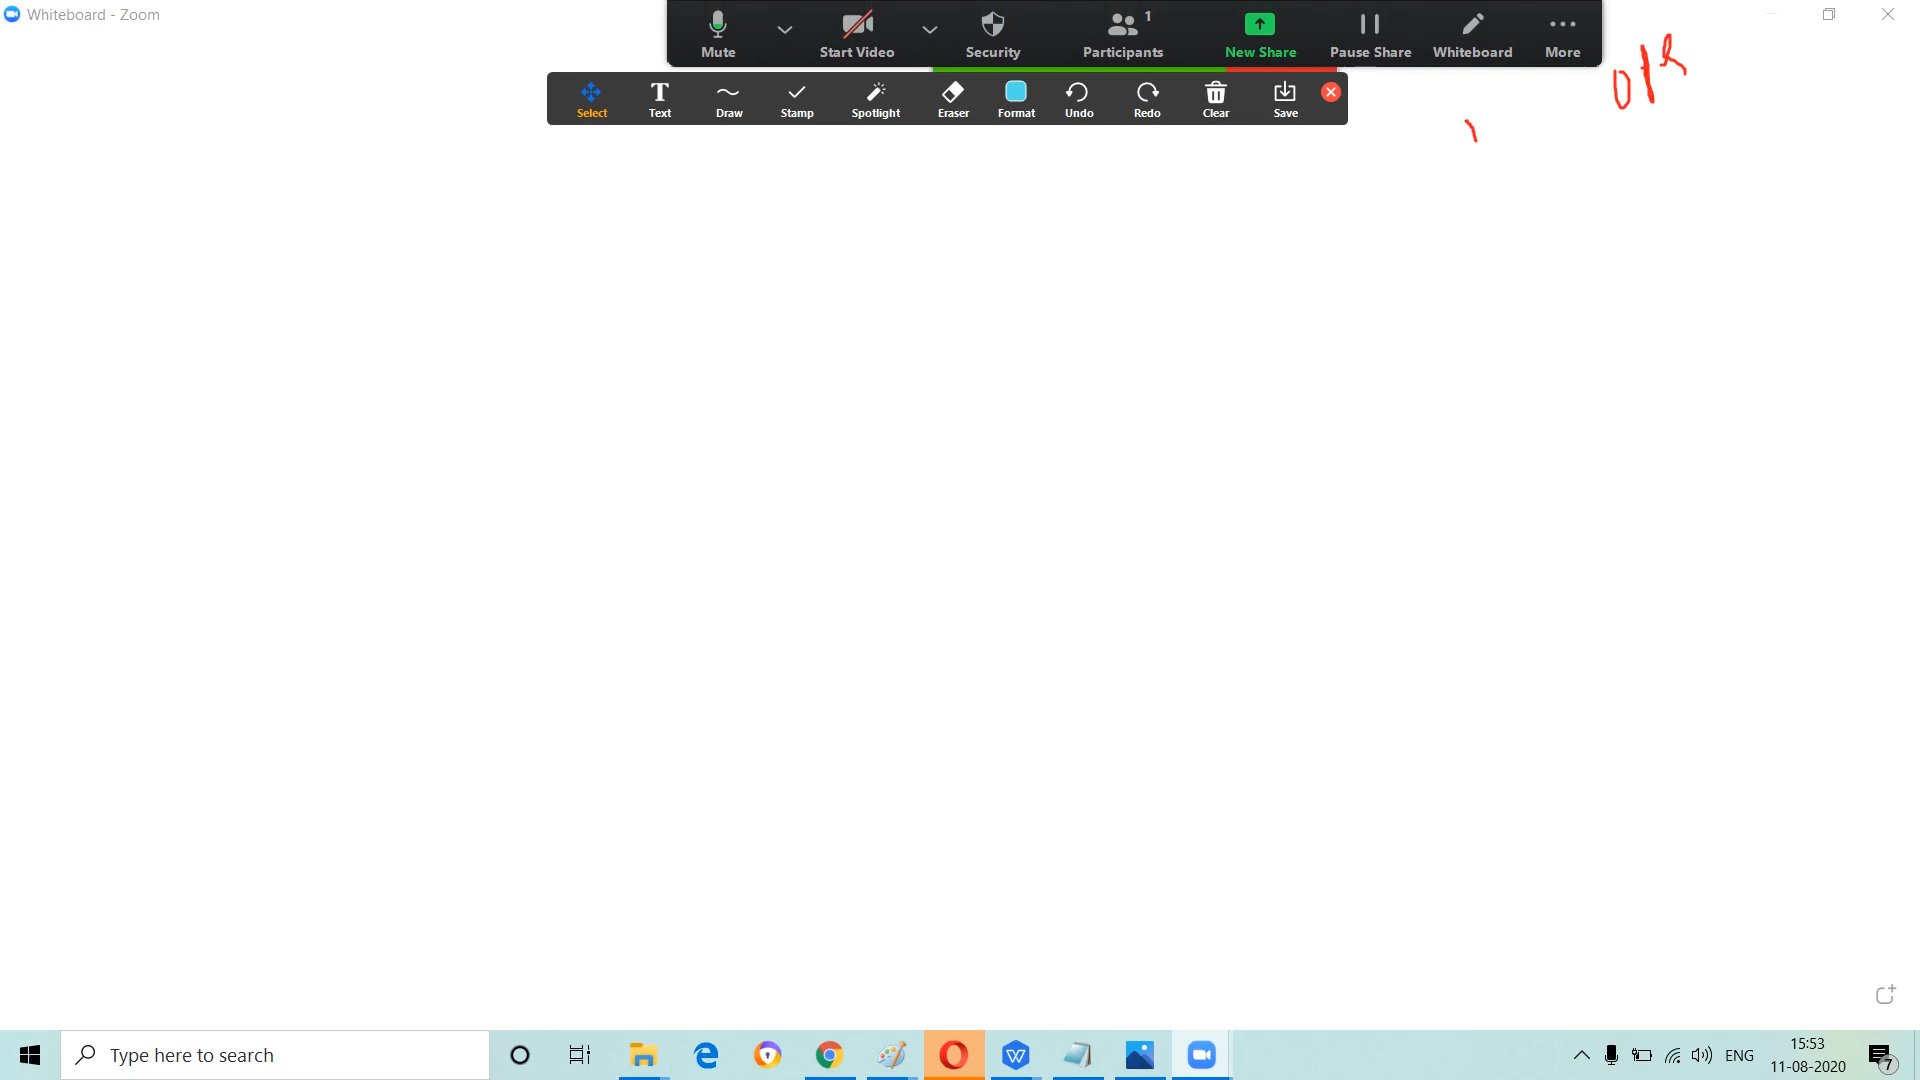 Whiteboard - Zoom
Mute
Start Video
Security
1
Participants
New Share
Pause Share
Whiteboard
More
Select
Text
Draw
Stamp
Spotlight
Eraser
Format
Undo
Redo
Clear
Save
Type here to search
ENG
15:53
11-08-2020
7